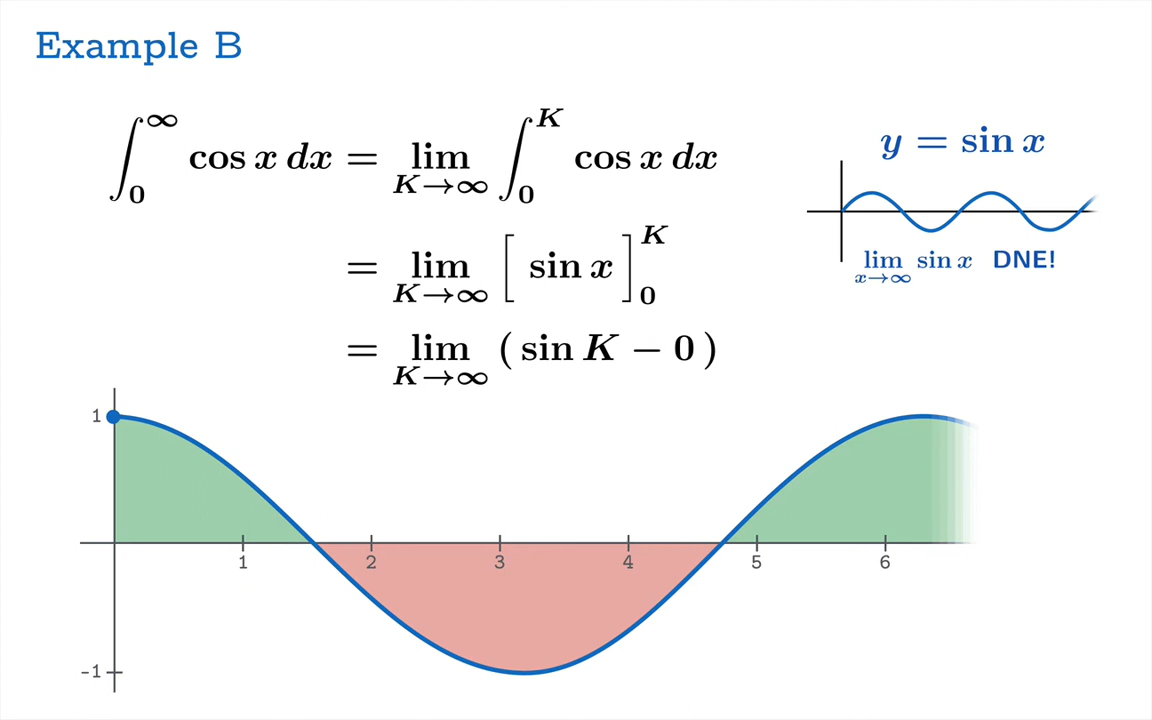 Example B
∫₀^∞ cos x dx = lim_{K→∞} ∫₀^K cos x dx
= lim_{K→∞} [ sin x ]₀^K
= lim_{K→∞} ( sin K − 0 )
y = sin x
lim_{x→∞} sin x DNE!
1
1 2 3 4 5 6
-1